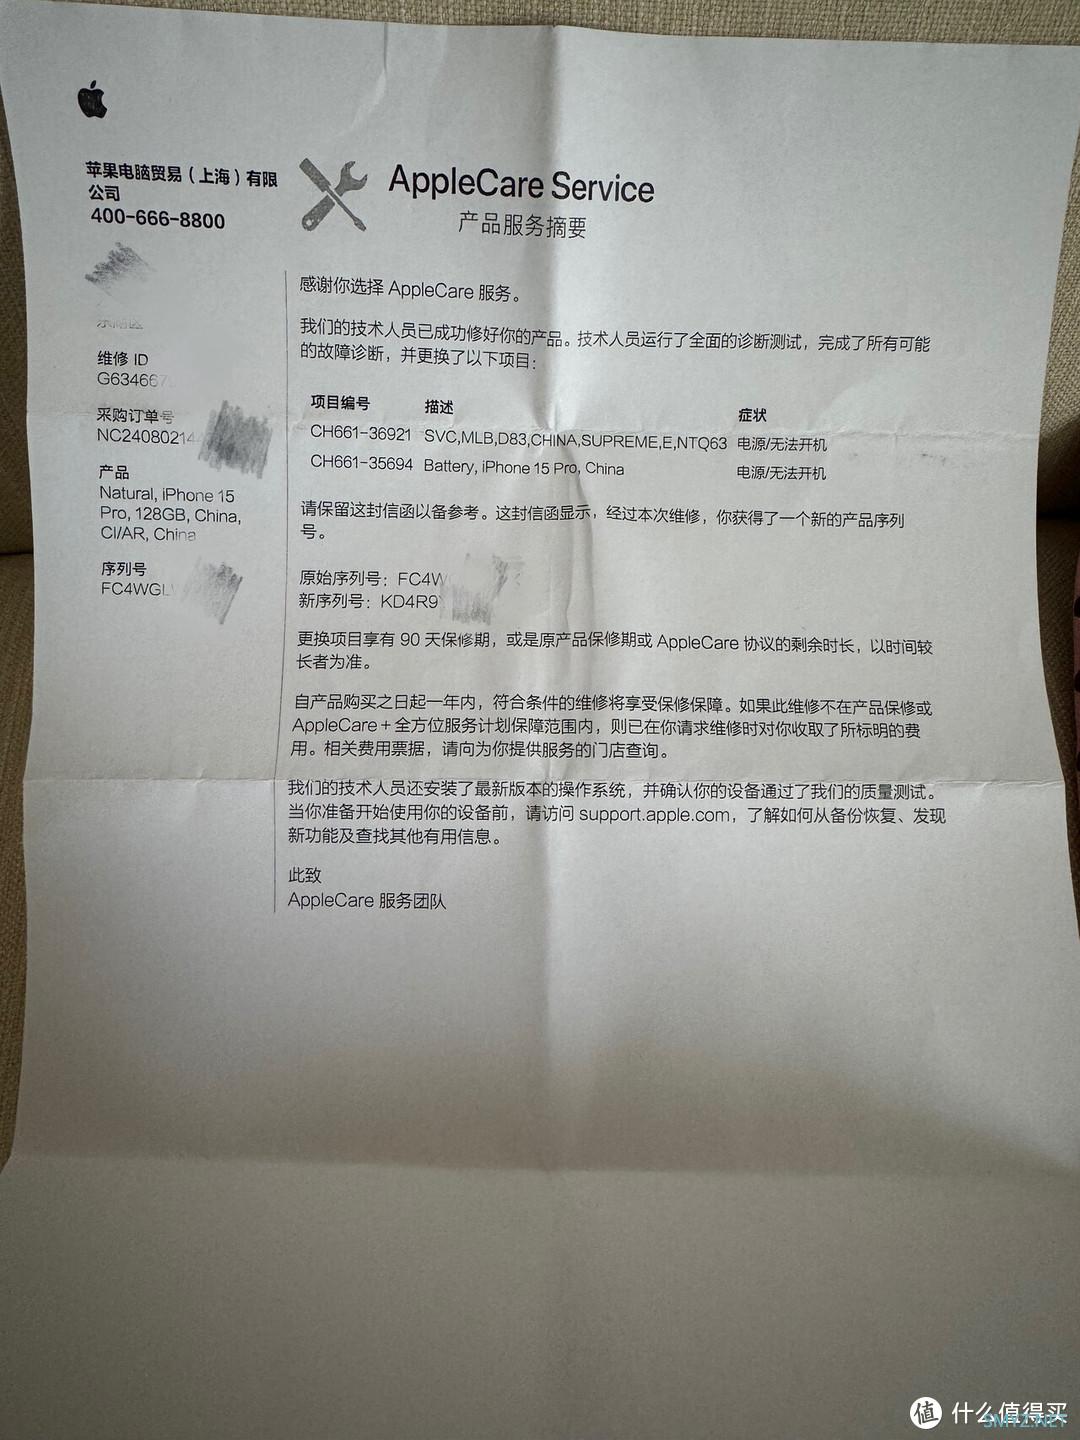 苹果电脑贸易（上海）有限
公司
400-666-8800
AppleCare Service
产品服务摘要
维修 ID
G63466
采购订单号
NC24080214
产品
Natural, iPhone 15
Pro, 128GB, China,
CI/AR, China
序列号
FC4WGL
感谢你选择 AppleCare 服务。
我们的技术人员已成功修好你的产品。技术人员运行了全面的诊断测试，完成了所有可能
的故障诊断，并更换了以下项目：
项目编号 描述 症状
CH661-36921 SVC,MLB,D83,CHINA,SUPREME,E,NTQ63 电源/无法开机
CH661-35694 Battery, iPhone 15 Pro, China 电源/无法开机
请保留这封信函以备参考。这封信函显示，经过本次维修，你获得了一个新的产品序列
号。
原始序列号：FC4W
新序列号：KD4R9
更换项目享有 90 天保修期，或是原产品保修期或 AppleCare 协议的剩余时长，以时间较
长者为准。
自产品购买之日起一年内，符合条件的维修将享受保修保障。如果此维修不在产品保修或
AppleCare＋全方位服务计划保障范围内，则已在你请求维修时对你收取了所标明的费
用。相关费用票据，请向为你提供服务的门店查询。
我们的技术人员还安装了最新版本的操作系统，并确认你的设备通过了我们的质量测试。
当你准备开始使用你的设备前，请访问 support.apple.com，了解如何从备份恢复、发现
新功能及查找其他有用信息。
此致
AppleCare 服务团队
值 什么值得买
SMYZ.NET